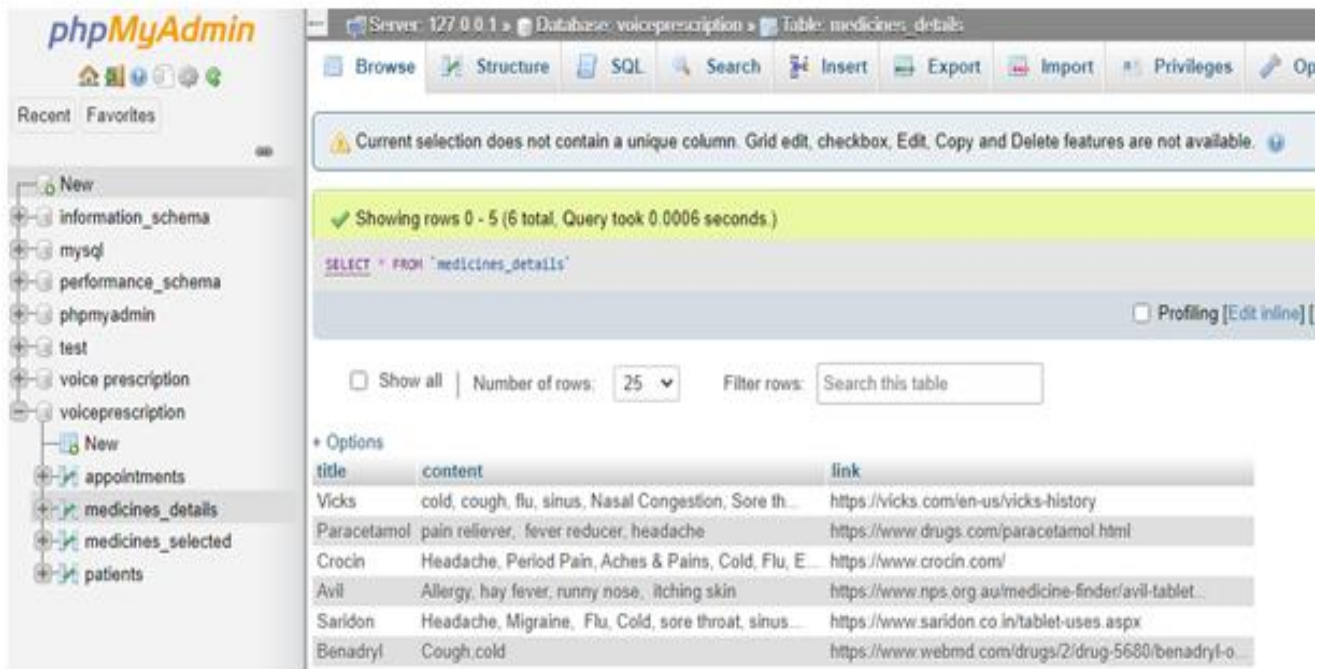 phpMyAdmin
Recent Favorites
New
information_schema
mysql
performance_schema
phpmyadmin
test
voice prescription
voiceprescription
New
appointments
medicines_details
medicines_selected
patients
Server: 127.0.0.1 » Database: voiceprescription » Table: medicines_details
Browse Structure SQL Search Insert Export Import Privileges Op
Current selection does not contain a unique column. Grid edit, checkbox, Edit, Copy and Delete features are not available.
Showing rows 0 - 5 (6 total, Query took 0.0006 seconds.)
SELECT * FROM `medicines_details`
Profiling [Edit inline] [
Show all | Number of rows: 25 Filter rows: Search this table
+ Options
title content link
Vicks cold, cough, flu, sinus, Nasal Congestion, Sore th... https://vicks.com/en-us/vicks-history
Paracetamol pain reliever, fever reducer, headache https://www.drugs.com/paracetamol.html
Crocin Headache, Period Pain, Aches & Pains, Cold, Flu, E... https://www.crocin.com/
Avil Allergy, hay fever, runny nose, itching skin https://www.nps.org.au/medicine-finder/avil-tablet...
Saridon Headache, Migraine, Flu, Cold, sore throat, sinus... https://www.saridon.co.in/tablet-uses.aspx
Benadryl Cough,cold https://www.webmd.com/drugs/2/drug-5680/benadryl-o...